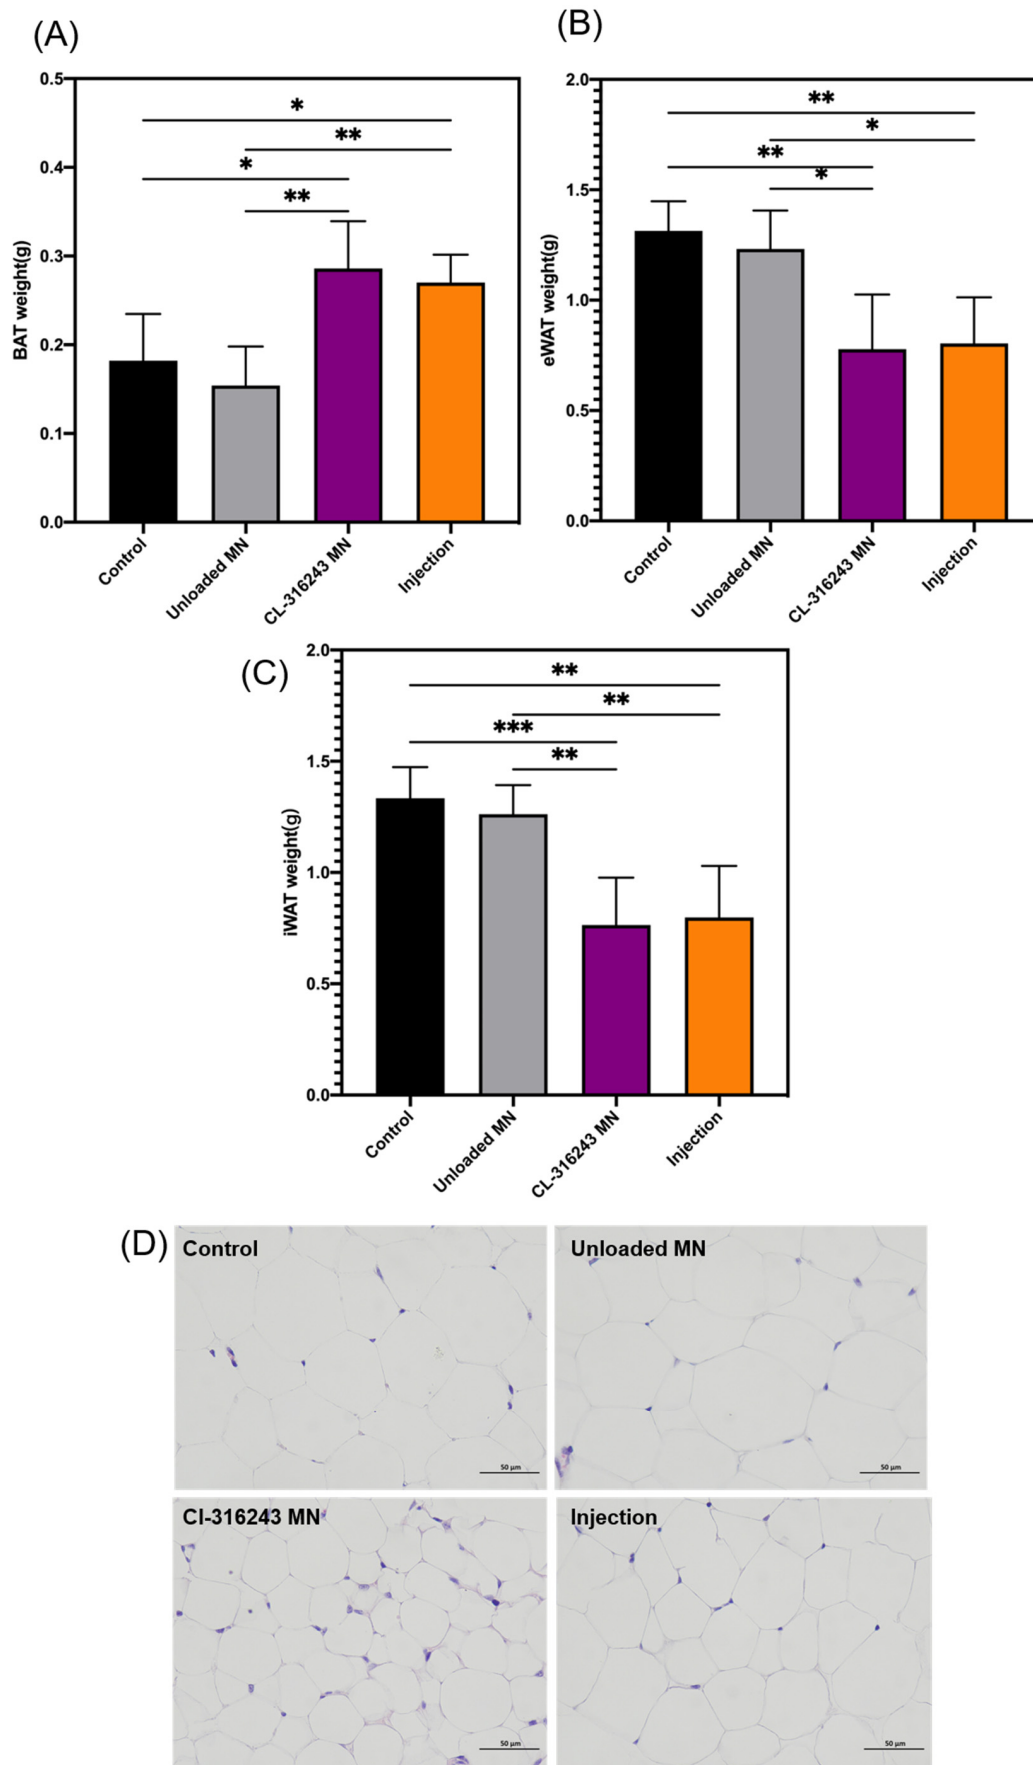 (A)
BAT weight(g)
0.5
0.4
0.3
0.2
0.1
0.0
*
**
*
**
Control
Unloaded MN
CL-316243 MN
Injection
(B)
eWAT weight(g)
2.0
1.5
1.0
0.5
0.0
**
*
**
*
Control
Unloaded MN
CL-316243 MN
Injection
(C)
iWAT weight(g)
2.0
1.5
1.0
0.5
0.0
**
**
***
**
Control
Unloaded MN
CL-316243 MN
Injection
(D)
Control
50 µm
Unloaded MN
50 µm
Cl-316243 MN
50 µm
Injection
50 µm